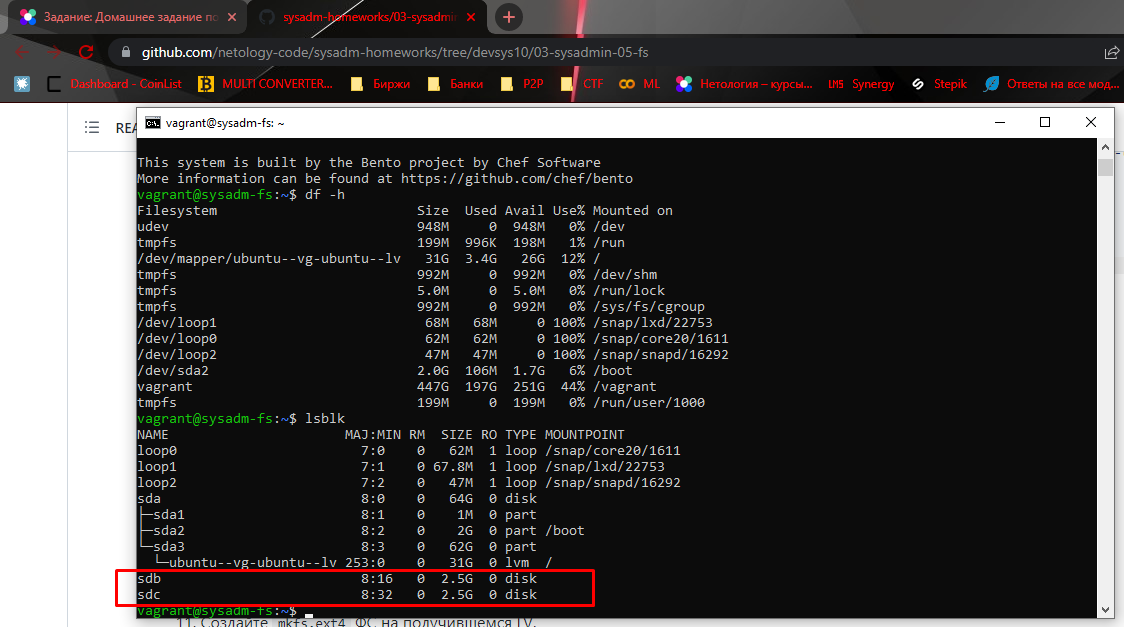 Задание: Домашнее задание по
sysadm-homeworks/03-sysadmin
github.com/netology-code/sysadm-homeworks/tree/devsys10/03-sysadmin-05-fs
Dashboard - CoinList MULTI CONVERTER... Биржи Банки P2P CTF ML Нетология – курсы... LMS Synergy Stepik Ответы на все мод...
REA
vagrant@sysadm-fs: ~
This system is built by the Bento project by Chef Software
More information can be found at https://github.com/chef/bento
vagrant@sysadm-fs:~$ df -h
Filesystem Size Used Avail Use% Mounted on
udev 948M 0 948M 0% /dev
tmpfs 199M 996K 198M 1% /run
/dev/mapper/ubuntu--vg-ubuntu--lv 31G 3.4G 26G 12% /
tmpfs 992M 0 992M 0% /dev/shm
tmpfs 5.0M 0 5.0M 0% /run/lock
tmpfs 992M 0 992M 0% /sys/fs/cgroup
/dev/loop1 68M 68M 0 100% /snap/lxd/22753
/dev/loop0 62M 62M 0 100% /snap/core20/1611
/dev/loop2 47M 47M 0 100% /snap/snapd/16292
/dev/sda2 2.0G 106M 1.7G 6% /boot
vagrant 447G 197G 251G 44% /vagrant
tmpfs 199M 0 199M 0% /run/user/1000
vagrant@sysadm-fs:~$ lsblk
NAME MAJ:MIN RM SIZE RO TYPE MOUNTPOINT
loop0 7:0 0 62M 1 loop /snap/core20/1611
loop1 7:1 0 67.8M 1 loop /snap/lxd/22753
loop2 7:2 0 47M 1 loop /snap/snapd/16292
sda 8:0 0 64G 0 disk
├─sda1 8:1 0 1M 0 part
├─sda2 8:2 0 2G 0 part /boot
└─sda3 8:3 0 62G 0 part
└─ubuntu--vg-ubuntu--lv 253:0 0 31G 0 lvm /
sdb 8:16 0 2.5G 0 disk
sdc 8:32 0 2.5G 0 disk
vagrant@sysadm-fs:~$
11. Создайте mkfs.ext4 ФС на получившемся LV.